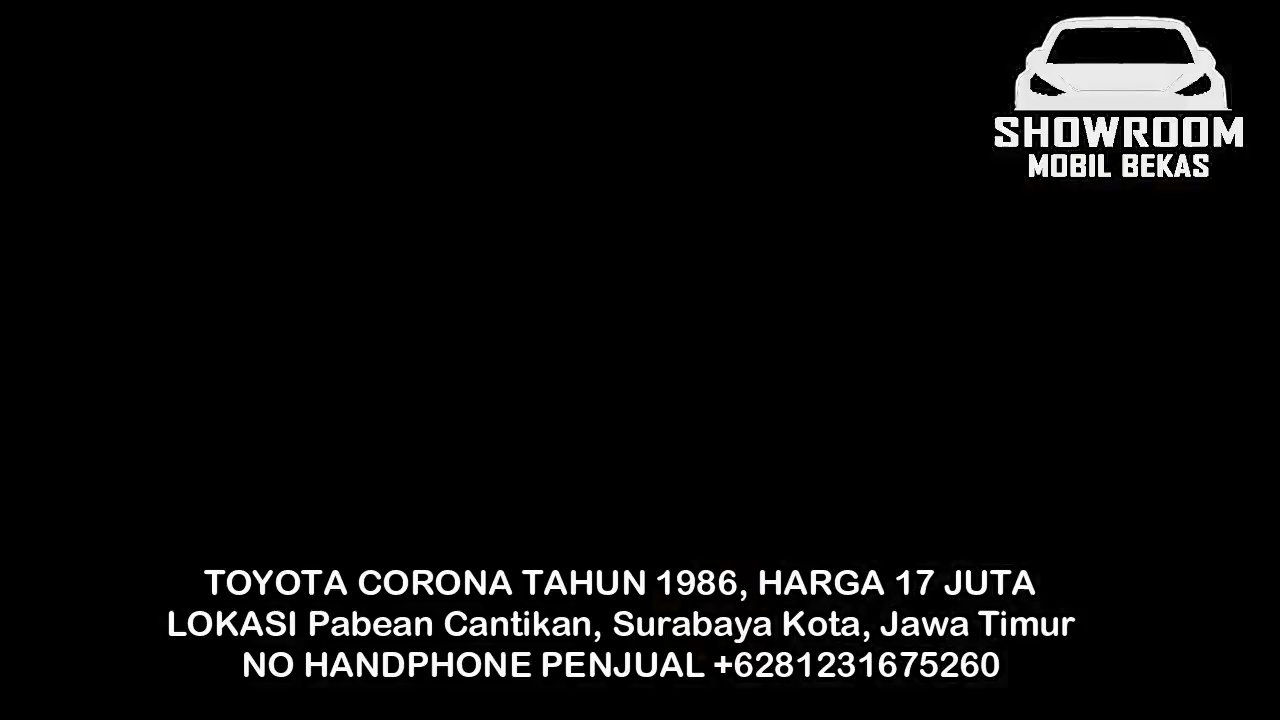 SHOWROOM
MOBIL BEKAS
TOYOTA CORONA TAHUN 1986, HARGA 17 JUTA
LOKASI Pabean Cantikan, Surabaya Kota, Jawa Timur
NO HANDPHONE PENJUAL +6281231675260